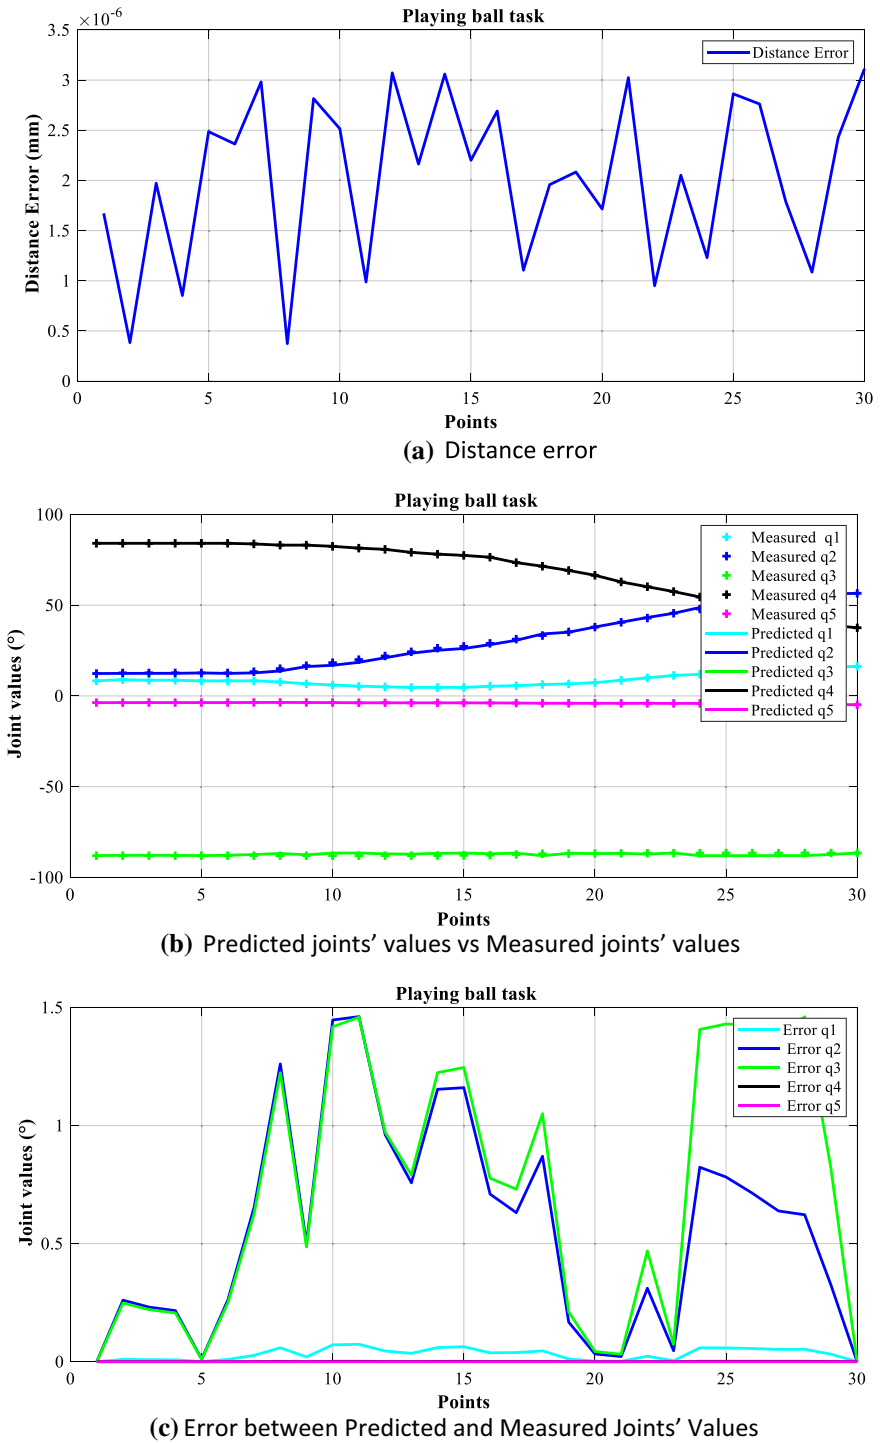 Playing ball task
×10-6
3.5
3
2.5
2
1.5
1
0.5
0
Distance Error (mm)
Distance Error
0 5 10 15 20 25 30
Points
(a) Distance error
Playing ball task
100
50
0
-50
-100
Joint values (°)
Measured q1
Measured q2
Measured q3
Measured q4
Measured q5
Predicted q1
Predicted q2
Predicted q3
Predicted q4
Predicted q5
0 5 10 15 20 25 30
Points
(b) Predicted joints' values vs Measured joints' values
Playing ball task
1.5
1
0.5
0
Joint values (°)
Error q1
Error q2
Error q3
Error q4
Error q5
0 5 10 15 20 25 30
Points
(c) Error between Predicted and Measured Joints' Values